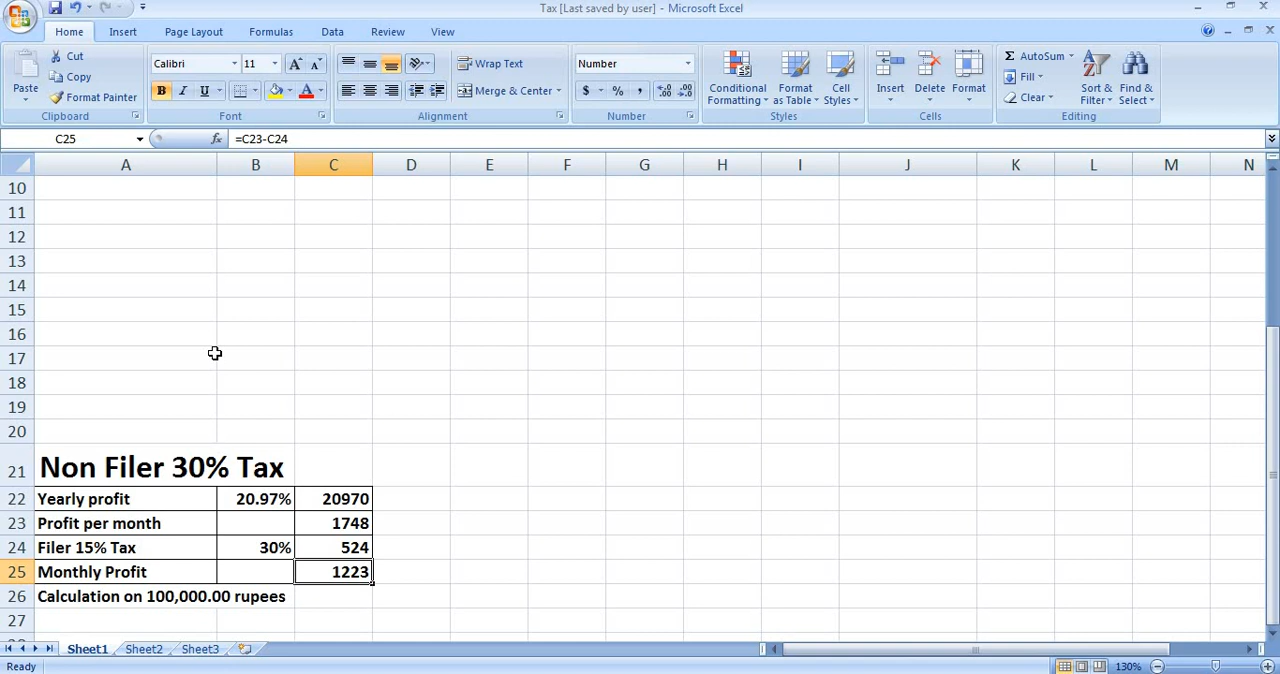 Tax [Last saved by user] - Microsoft Excel
Home Insert Page Layout Formulas Data Review View
Cut
Copy
Format Painter
Paste
Calibri 11
B I U
Wrap Text
Merge & Center
Number
$ % ,
Conditional Formatting
Format as Table
Cell Styles
Insert Delete Format
Σ AutoSum
Fill
Clear
Sort & Filter
Find & Select
Clipboard Font Alignment Number Styles Cells Editing
C25 fx =C23-C24
A B C D E F G H I J K L M N
10
11
12
13
14
15
16
17
18
19
20
21 Non Filer 30% Tax
22 Yearly profit 20.97% 20970
23 Profit per month 1748
24 Filer 15% Tax 30% 524
25 Monthly Profit 1223
26 Calculation on 100,000.00 rupees
27
Sheet1 Sheet2 Sheet3
Ready 130%